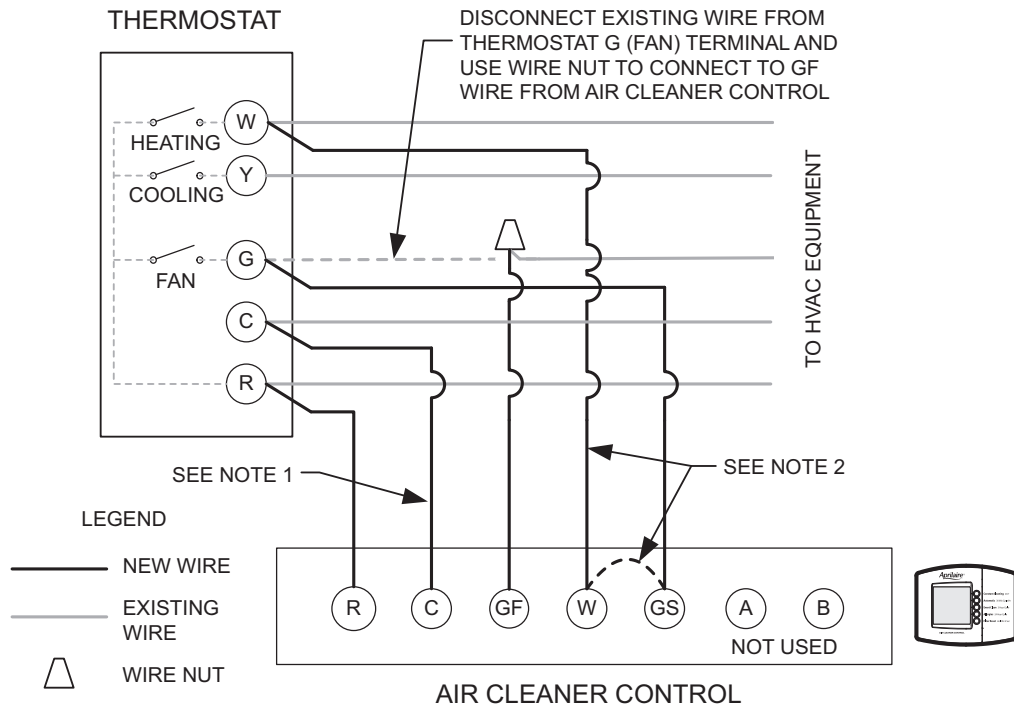 THERMOSTAT
DISCONNECT EXISTING WIRE FROM
THERMOSTAT G (FAN) TERMINAL AND
USE WIRE NUT TO CONNECT TO GF
WIRE FROM AIR CLEANER CONTROL
W
HEATING
Y
COOLING
G
FAN
C
R
TO HVAC EQUIPMENT
SEE NOTE 1
SEE NOTE 2
LEGEND
NEW WIRE
EXISTING
WIRE
WIRE NUT
R
C
GF
W
GS
A
B
NOT USED
AIR CLEANER CONTROL
Aprilaire